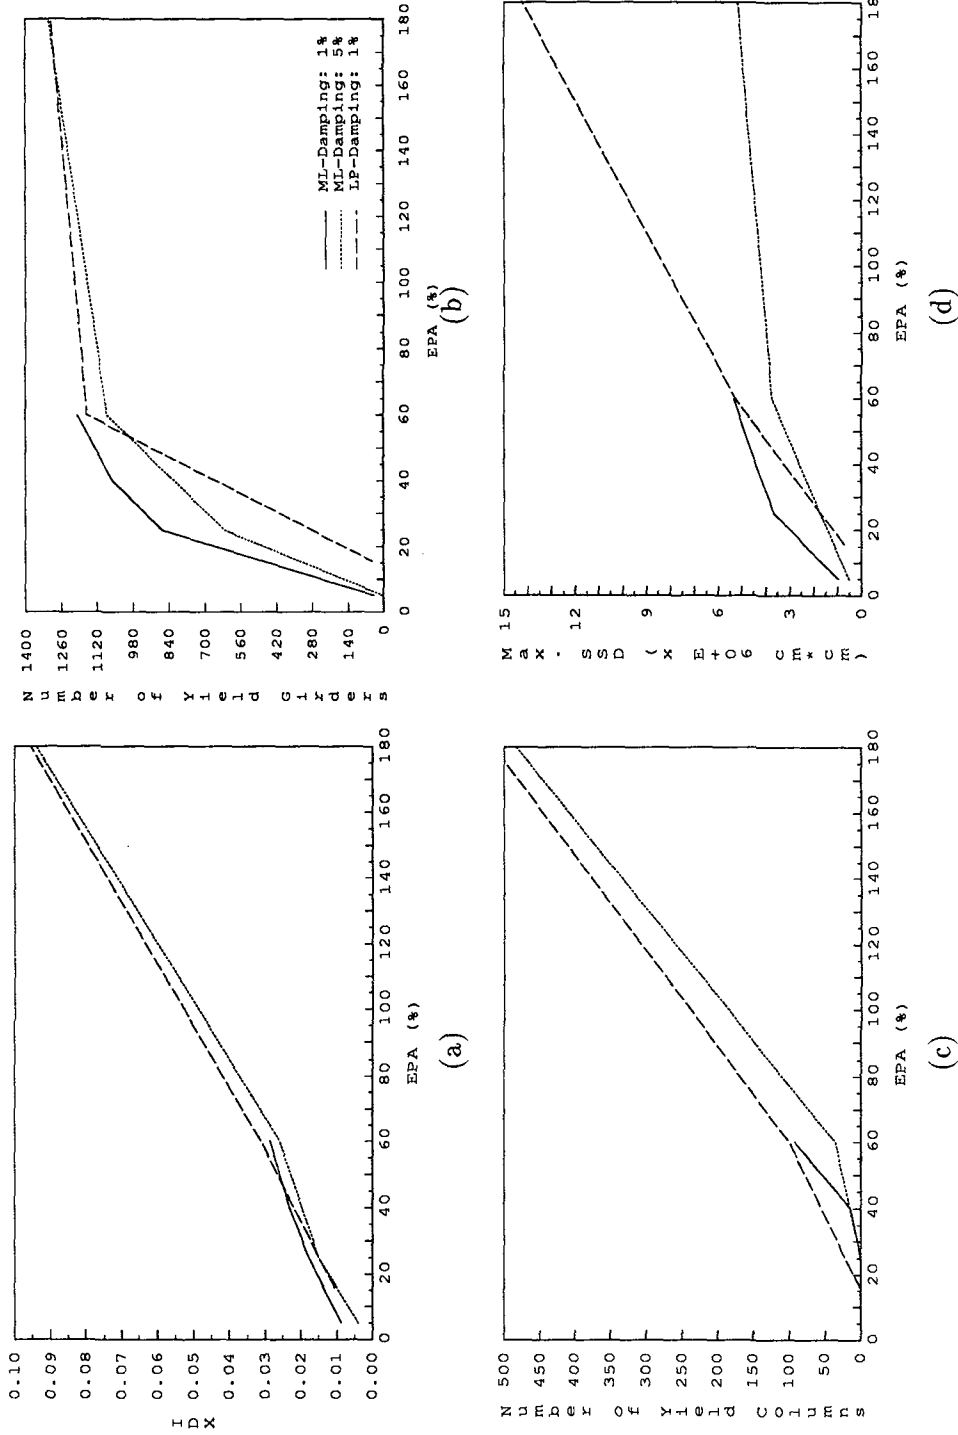 0.10
0.09
0.08
0.07
0.06
0.05
0.04
0.03
0.02
0.01
0.00
IDX
0 20 40 60 80 100 120 140 160 180
EPA (%)
(a)
1400
1260
1120
980
840
700
560
420
280
140
0
Number of Yield Girders
ML-Damping: 1%
ML-Damping: 5%
LP-Damping: 1%
0 20 40 60 80 100 120 140 160 180
EPA (%)
(b)
500
450
400
350
300
250
200
150
100
50
0
Number of Yield Columns
0 20 40 60 80 100 120 140 160 180
EPA (%)
(c)
15
12
9
6
3
0
Max. SSD (x E+06 cm*cm)
0 20 40 60 80 100 120 140 160 180
EPA (%)
(d)